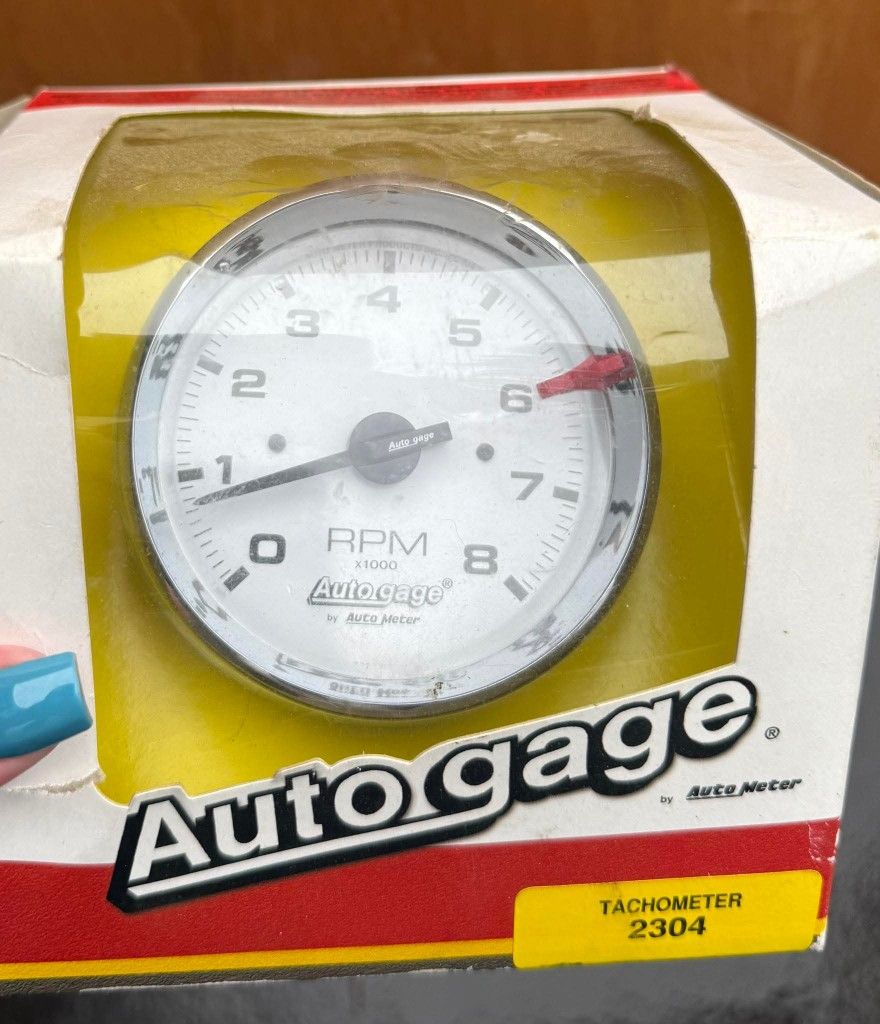 4
3
5
2
6
1
7
0
8
Auto gage
RPM
x1000
Auto gage®
by Auto Meter
Auto gage®
by Auto Meter
TACHOMETER
2304